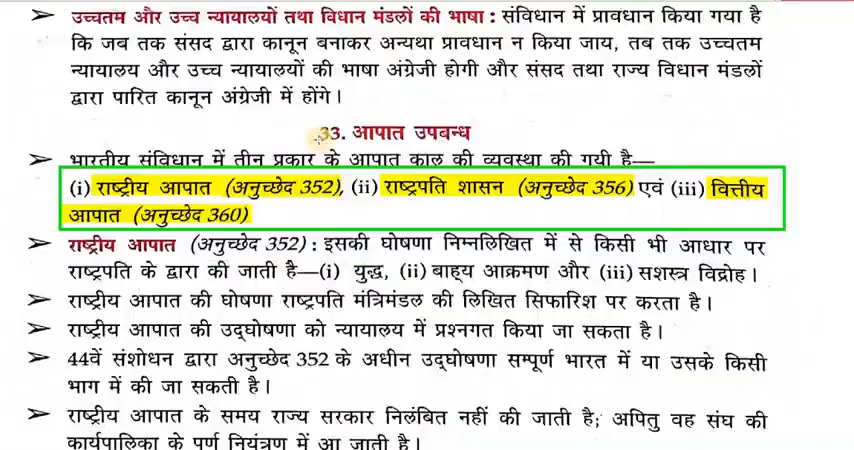 ➢ उच्चतम और उच्च न्यायालयों तथा विधान मंडलों की भाषा : संविधान में प्रावधान किया गया है
कि जब तक संसद द्वारा कानून बनाकर अन्यथा प्रावधान न किया जाय, तब तक उच्चतम
न्यायालय और उच्च न्यायालयों की भाषा अंग्रेजी होगी और संसद तथा राज्य विधान मंडलों
द्वारा पारित कानून अंग्रेजी में होंगे।
33. आपात उपबन्ध
➢ भारतीय संविधान में तीन प्रकार के आपात काल की व्यवस्था की गयी है—
(i) राष्ट्रीय आपात (अनुच्छेद 352), (ii) राष्ट्रपति शासन (अनुच्छेद 356) एवं (iii) वित्तीय
आपात (अनुच्छेद 360)
➢ राष्ट्रीय आपात (अनुच्छेद 352) : इसकी घोषणा निम्नलिखित में से किसी भी आधार पर
राष्ट्रपति के द्वारा की जाती है—(i) युद्ध, (ii) बाह्य आक्रमण और (iii) सशस्त्र विद्रोह।
➢ राष्ट्रीय आपात की घोषणा राष्ट्रपति मंत्रिमंडल की लिखित सिफारिश पर करता है।
➢ राष्ट्रीय आपात की उद्घोषणा को न्यायालय में प्रश्नगत किया जा सकता है।
➢ 44वें संशोधन द्वारा अनुच्छेद 352 के अधीन उद्घोषणा सम्पूर्ण भारत में या उसके किसी
भाग में की जा सकती है।
➢ राष्ट्रीय आपात के समय राज्य सरकार निलंबित नहीं की जाती है; अपितु वह संघ की
कार्यपालिका के पूर्ण नियंत्रण में आ जाती है।